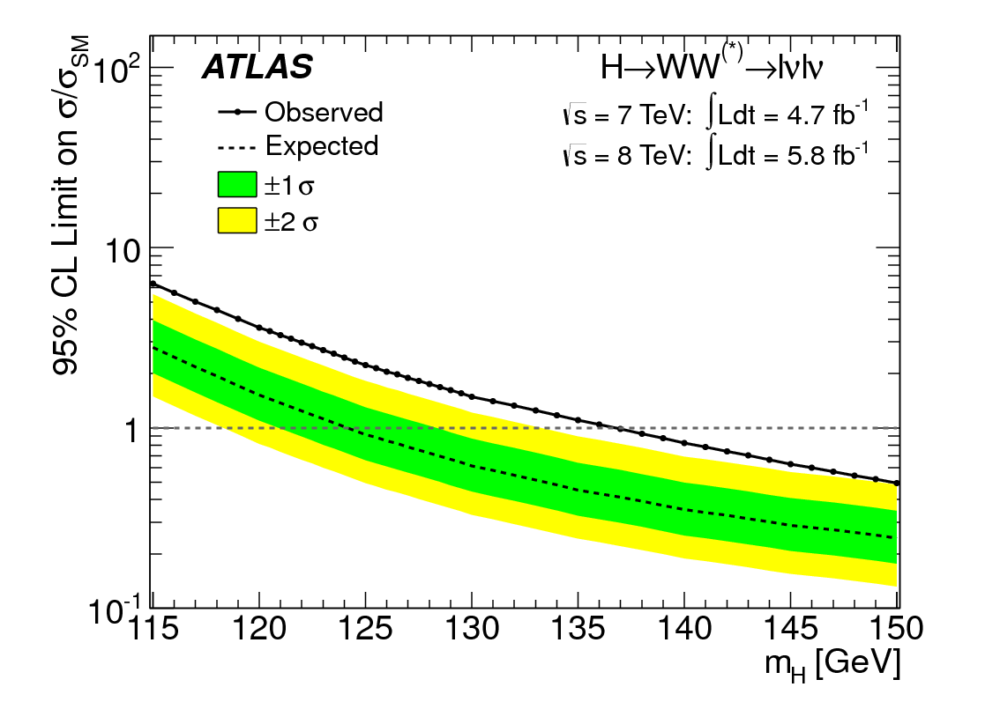 95% CL Limit on σ/σSM
10²
10
1
10⁻¹
ATLAS
Observed
Expected
±1σ
±2 σ
H→WW(*)→lνlν
√s = 7 TeV: ∫Ldt = 4.7 fb⁻¹
√s = 8 TeV: ∫Ldt = 5.8 fb⁻¹
115 120 125 130 135 140 145 150
mH [GeV]